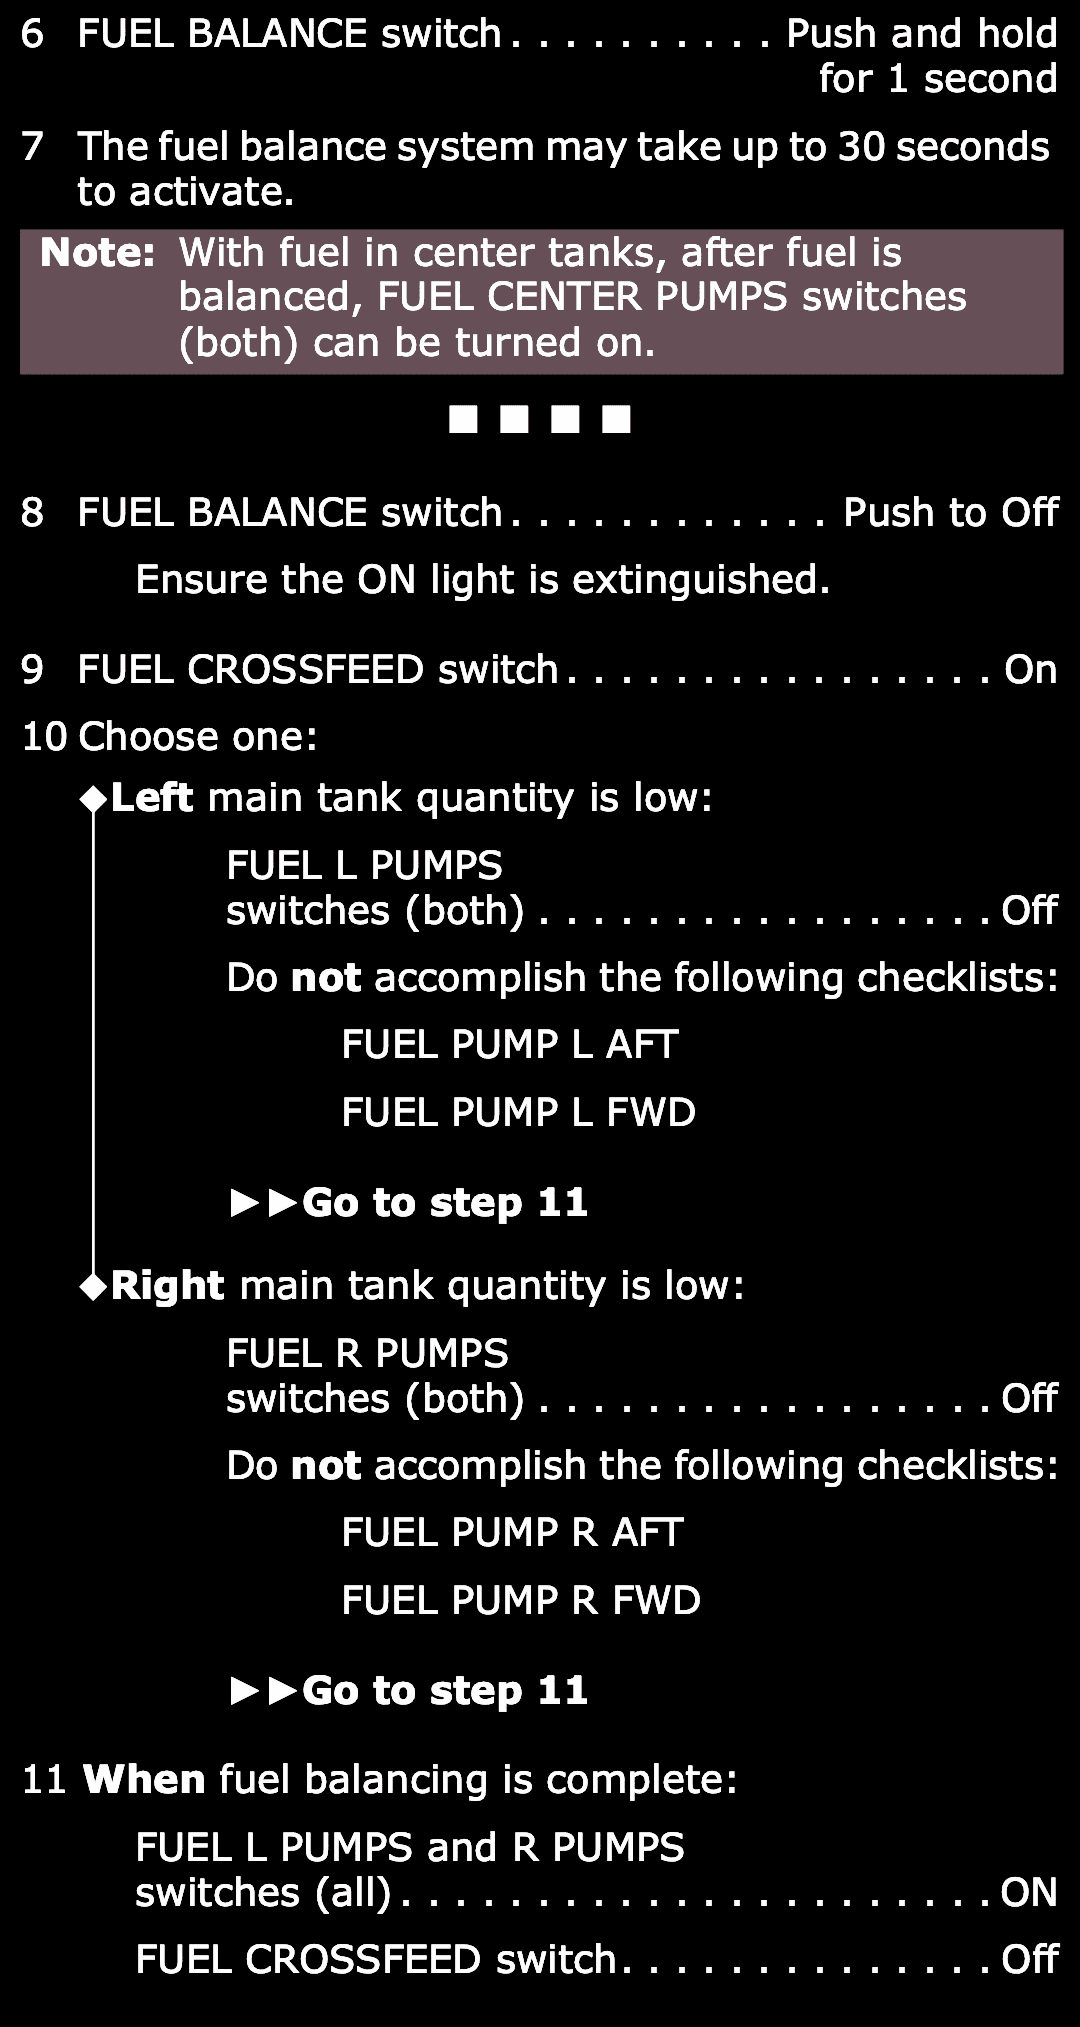 6 FUEL BALANCE switch . . . . . . . . . . Push and hold
for 1 second
7 The fuel balance system may take up to 30 seconds
to activate.
Note: With fuel in center tanks, after fuel is
balanced, FUEL CENTER PUMPS switches
(both) can be turned on.
■ ■ ■ ■
8 FUEL BALANCE switch . . . . . . . . . . . . Push to Off
Ensure the ON light is extinguished.
9 FUEL CROSSFEED switch . . . . . . . . . . . . . . . . On
10 Choose one:
◆Left main tank quantity is low:
FUEL L PUMPS
switches (both) . . . . . . . . . . . . . . . . . Off
Do not accomplish the following checklists:
FUEL PUMP L AFT
FUEL PUMP L FWD
►►Go to step 11
◆Right main tank quantity is low:
FUEL R PUMPS
switches (both) . . . . . . . . . . . . . . . . . Off
Do not accomplish the following checklists:
FUEL PUMP R AFT
FUEL PUMP R FWD
►►Go to step 11
11 When fuel balancing is complete:
FUEL L PUMPS and R PUMPS
switches (all) . . . . . . . . . . . . . . . . . . . . . . ON
FUEL CROSSFEED switch . . . . . . . . . . . . . . Off